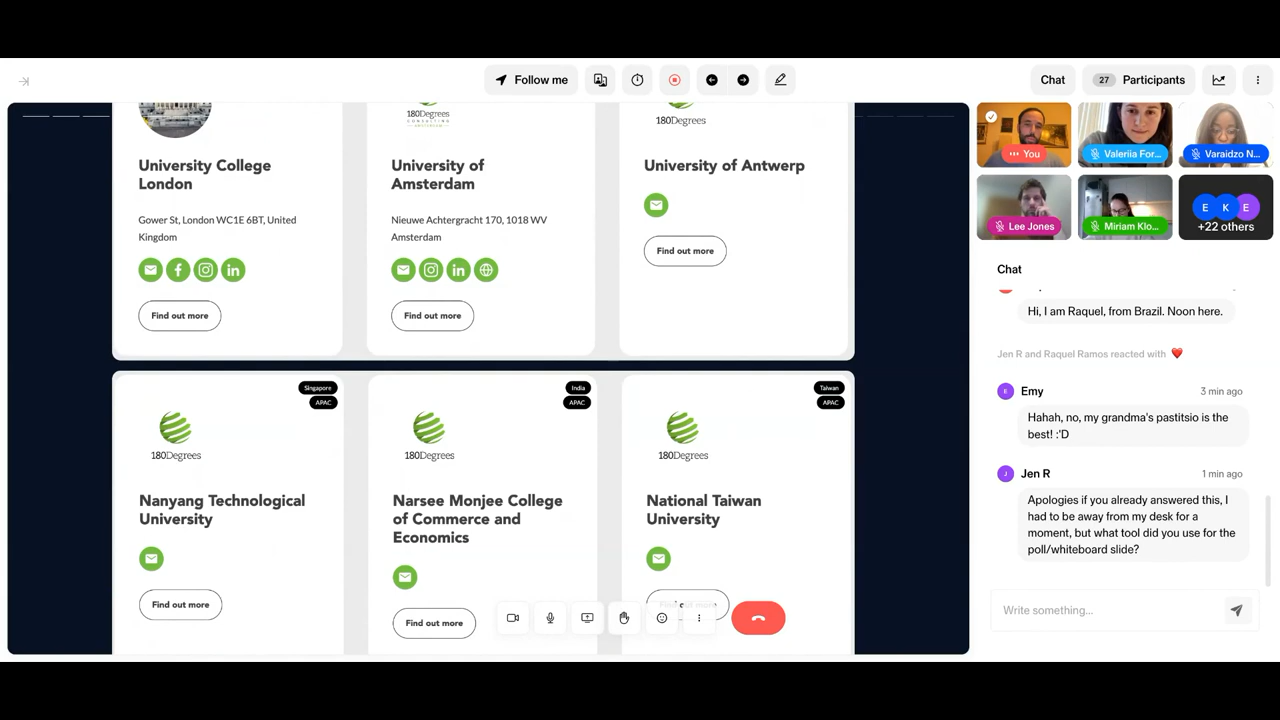 Follow me
Chat
27 Participants
180Degrees
CONSULTING
AMSTERDAM
180Degrees
University College
London
University of
Amsterdam
University of Antwerp
Gower St, London WC1E 6BT, United
Kingdom
Nieuwe Achtergracht 170, 1018 WV
Amsterdam
Find out more
Find out more
Find out more
Singapore
APAC
India
APAC
Taiwan
APAC
180Degrees
180Degrees
180Degrees
Nanyang Technological
University
Narsee Monjee College
of Commerce and
Economics
National Taiwan
University
Find out more
Find out more
Find out more
You
Valeriia For...
Varaidzo N...
Lee Jones
Miriam Klo...
E K E
+22 others
Chat
Hi, I am Raquel, from Brazil. Noon here.
Jen R and Raquel Ramos reacted with ❤️
E
Emy
3 min ago
Hahah, no, my grandma's pastitsio is the
best! :'D
J
Jen R
1 min ago
Apologies if you already answered this, I
had to be away from my desk for a
moment, but what tool did you use for the
poll/whiteboard slide?
Write something...